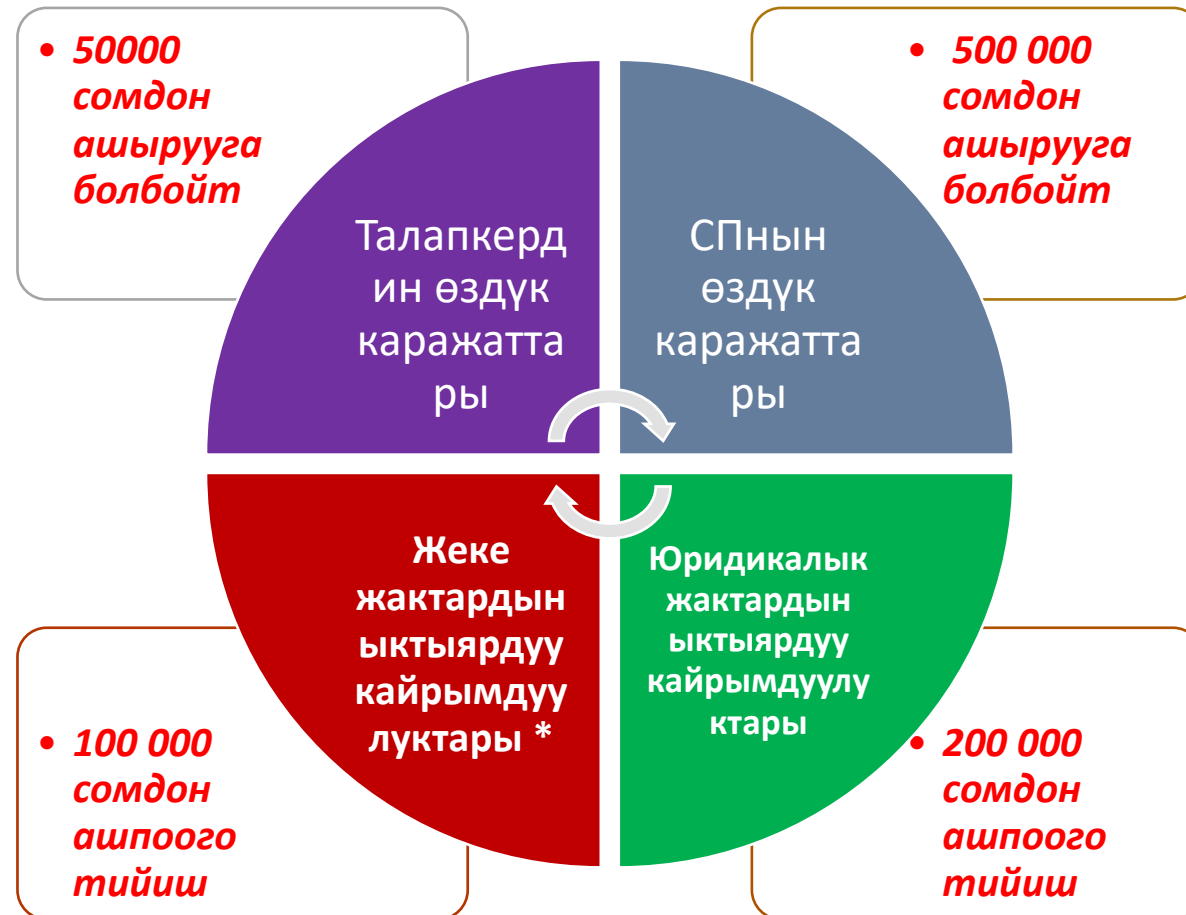 • 50000
сомдон
ашырууга
болбойт
Талапкерд
ин өздүк
каражатта
ры
СПнын
өздүк
каражатта
ры
• 500 000
сомдон
ашырууга
болбойт
Жеке
жактардын
ыктыярдуу
кайрымдуу
луктары *
Юридикалык
жактардын
ыктыярдуу
кайрымдуулу
ктары
• 100 000
сомдон
ашпоого
тийиш
• 200 000
сомдон
ашпоого
тийиш